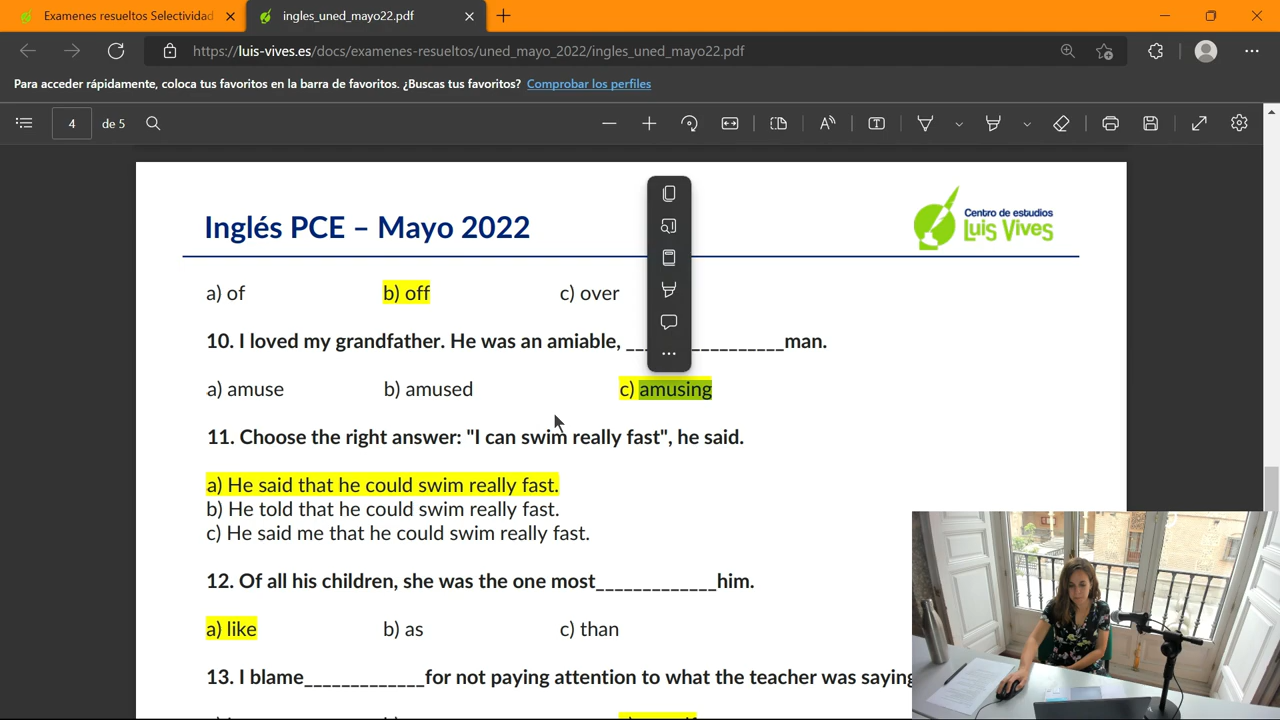 Examenes resueltos Selectividad
ingles_uned_mayo22.pdf
https://luis-vives.es/docs/examenes-resueltos/uned_mayo_2022/ingles_uned_mayo22.pdf
Para acceder rápidamente, coloca tus favoritos en la barra de favoritos. ¿Buscas tus favoritos? Comprobar los perfiles
4 de 5
Inglés PCE – Mayo 2022
Centro de estudios
Luis Vives
a) of b) off c) over
10. I loved my grandfather. He was an amiable, ________________man.
a) amuse b) amused c) amusing
11. Choose the right answer: "I can swim really fast", he said.
a) He said that he could swim really fast.
b) He told that he could swim really fast.
c) He said me that he could swim really fast.
12. Of all his children, she was the one most_____________him.
a) like b) as c) than
13. I blame_____________for not paying attention to what the teacher was saying